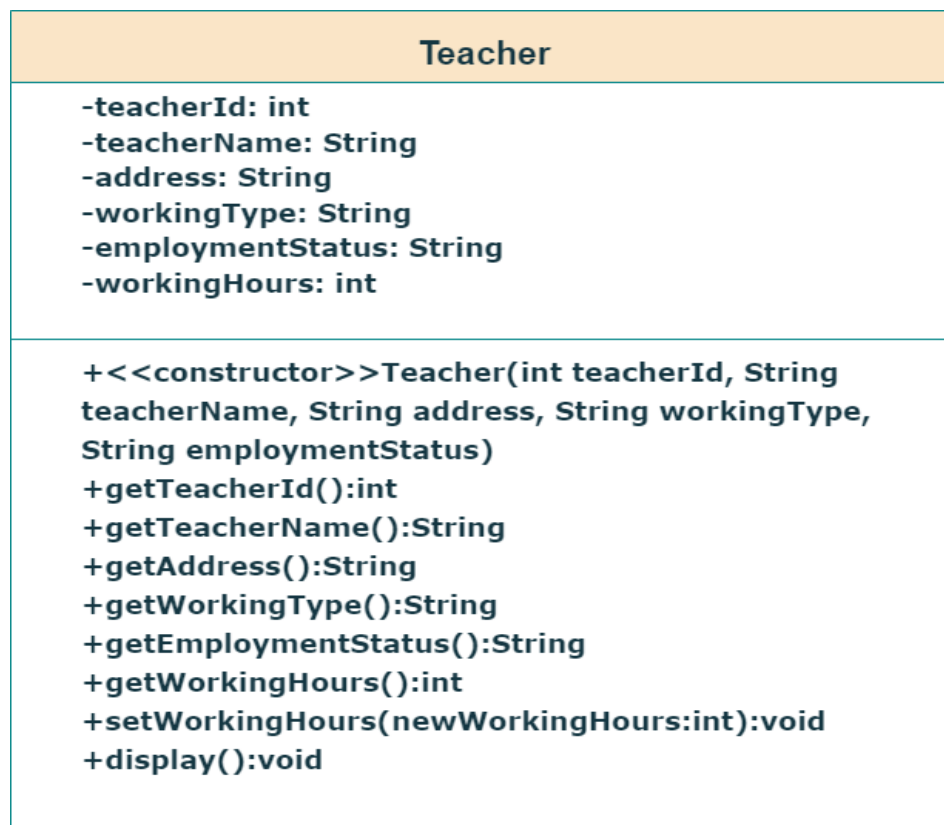 Teacher
-teacherId: int
-teacherName: String
-address: String
-workingType: String
-employmentStatus: String
-workingHours: int
+<<constructor>>Teacher(int teacherId, String
teacherName, String address, String workingType,
String employmentStatus)
+getTeacherId():int
+getTeacherName():String
+getAddress():String
+getWorkingType():String
+getEmploymentStatus():String
+getWorkingHours():int
+setWorkingHours(newWorkingHours:int):void
+display():void